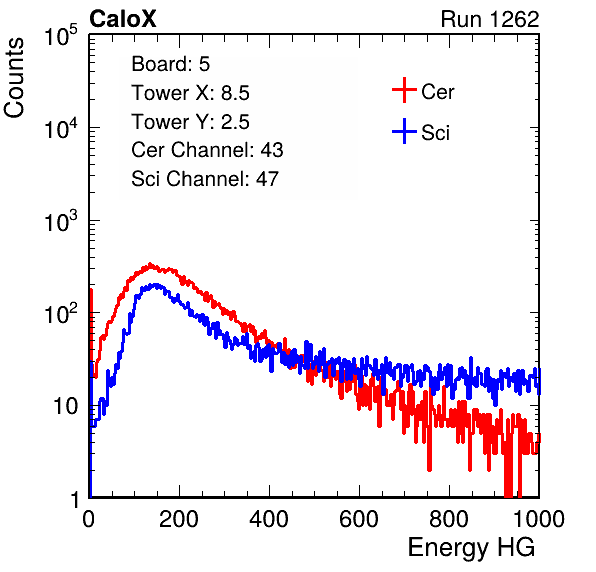 CaloX Run 1262
Counts
10^5
10^4
10^3
10^2
10
1
Board: 5
Tower X: 8.5
Tower Y: 2.5
Cer Channel: 43
Sci Channel: 47
Cer
Sci
0 200 400 600 800 1000
Energy HG